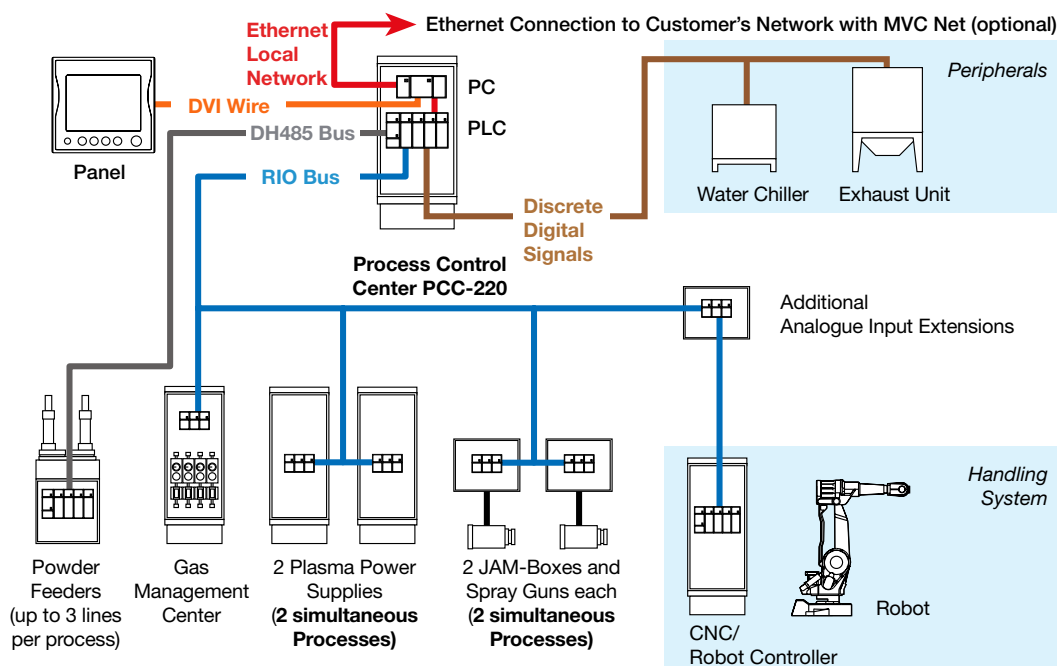 Ethernet Connection to Customer's Network with MVC Net (optional)
Ethernet
Local
Network
Peripherals
PC
DVI Wire
PLC
DH485 Bus
Panel
RIO Bus
Water Chiller
Exhaust Unit
Discrete
Digital
Signals
Process Control
Center PCC-220
Additional
Analogue Input Extensions
Handling
System
Powder
Feeders
(up to 3 lines
per process)
Gas
Management
Center
2 Plasma Power
Supplies
(2 simultaneous
Processes)
2 JAM-Boxes and
Spray Guns each
(2 simultaneous
Processes)
Robot
CNC/
Robot Controller